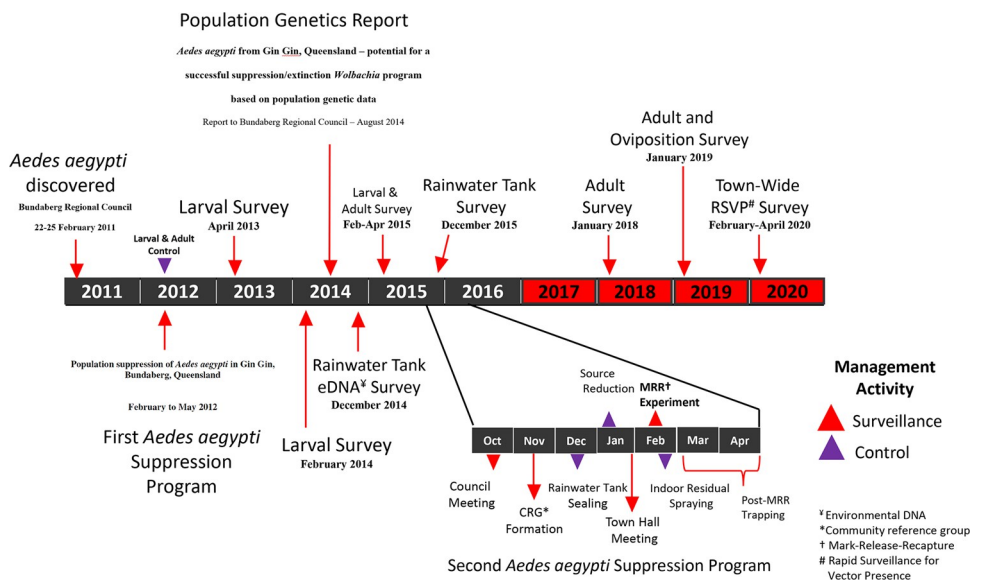 Population Genetics Report
Aedes aegypti from Gin Gin, Queensland – potential for a
successful suppression/extinction Wolbachia program
based on population genetic data
Report to Bundaberg Regional Council – August 2014
Aedes aegypti
discovered
Bundaberg Regional Council
22-25 February 2011
Larval & Adult
Control
Larval Survey
April 2013
Larval &
Adult Survey
Feb-Apr 2015
Rainwater Tank
Survey
December 2015
Adult
Survey
January 2018
Adult and
Oviposition Survey
January 2019
Town-Wide
RSVP# Survey
February-April 2020
2011 2012 2013 2014 2015 2016 2017 2018 2019 2020
Population suppression of Aedes aegypti in Gin Gin,
Bundaberg, Queensland
February to May 2012
First Aedes aegypti
Suppression
Program
Larval Survey
February 2014
Rainwater Tank
eDNA¥ Survey
December 2014
Source
Reduction
MRR†
Experiment
Oct Nov Dec Jan Feb Mar Apr
Council
Meeting
CRG*
Formation
Rainwater Tank
Sealing
Town Hall
Meeting
Indoor Residual
Spraying
Post-MRR
Trapping
Second Aedes aegypti Suppression Program
Management
Activity
Surveillance
Control
¥ Environmental DNA
*Community reference group
† Mark-Release-Recapture
# Rapid Surveillance for
Vector Presence